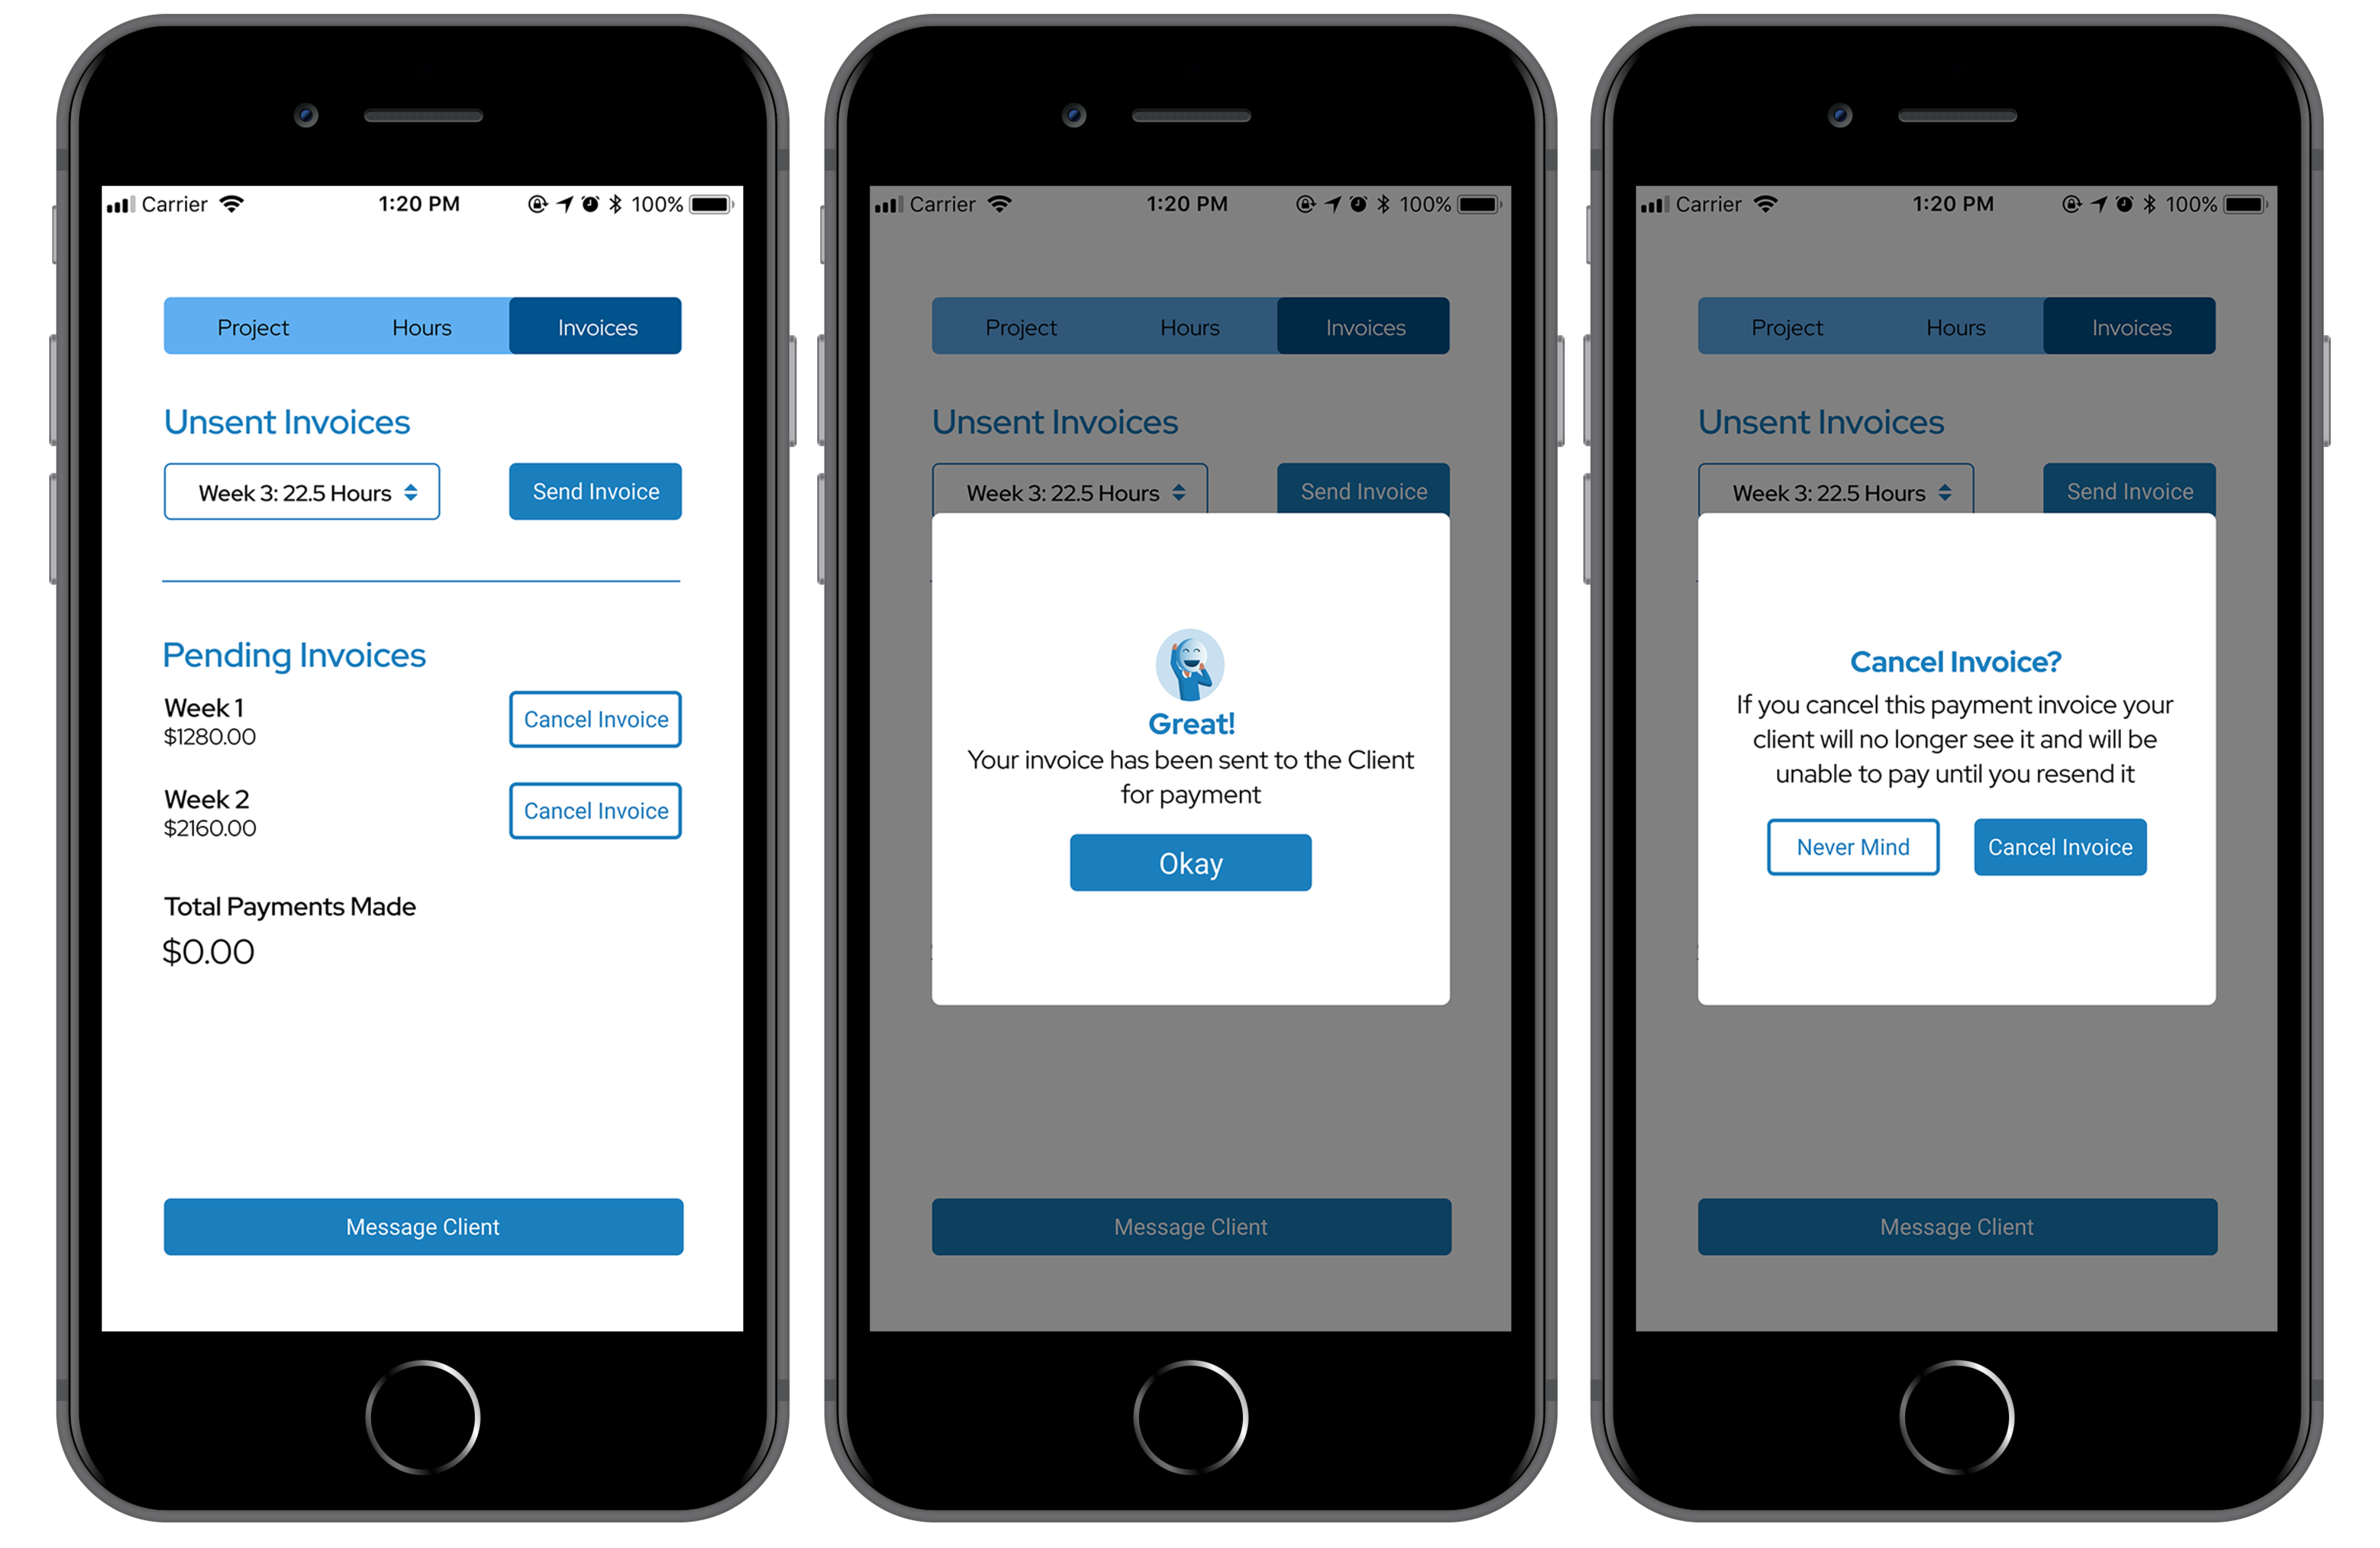 Carrier 1:20 PM 100%
Project Hours Invoices
Unsent Invoices
Week 3: 22.5 Hours Send Invoice
Pending Invoices
Week 1
$1280.00
Cancel Invoice
Week 2
$2160.00
Cancel Invoice
Total Payments Made
$0.00
Message Client
Carrier 1:20 PM 100%
Project Hours Invoices
Unsent Invoices
Week 3: 22.5 Hours Send Invoice
Great!
Your invoice has been sent to the Client
for payment
Okay
Message Client
Carrier 1:20 PM 100%
Project Hours Invoices
Unsent Invoices
Week 3: 22.5 Hours Send Invoice
Cancel Invoice?
If you cancel this payment invoice your
client will no longer see it and will be
unable to pay until you resend it
Never Mind Cancel Invoice
Message Client